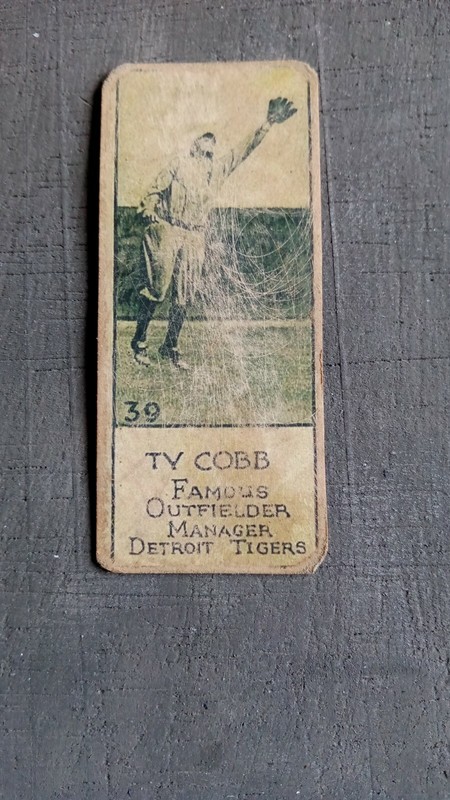 39
TY COBB
FAMOUS
OUTFIELDER
MANAGER
DETROIT TIGERS